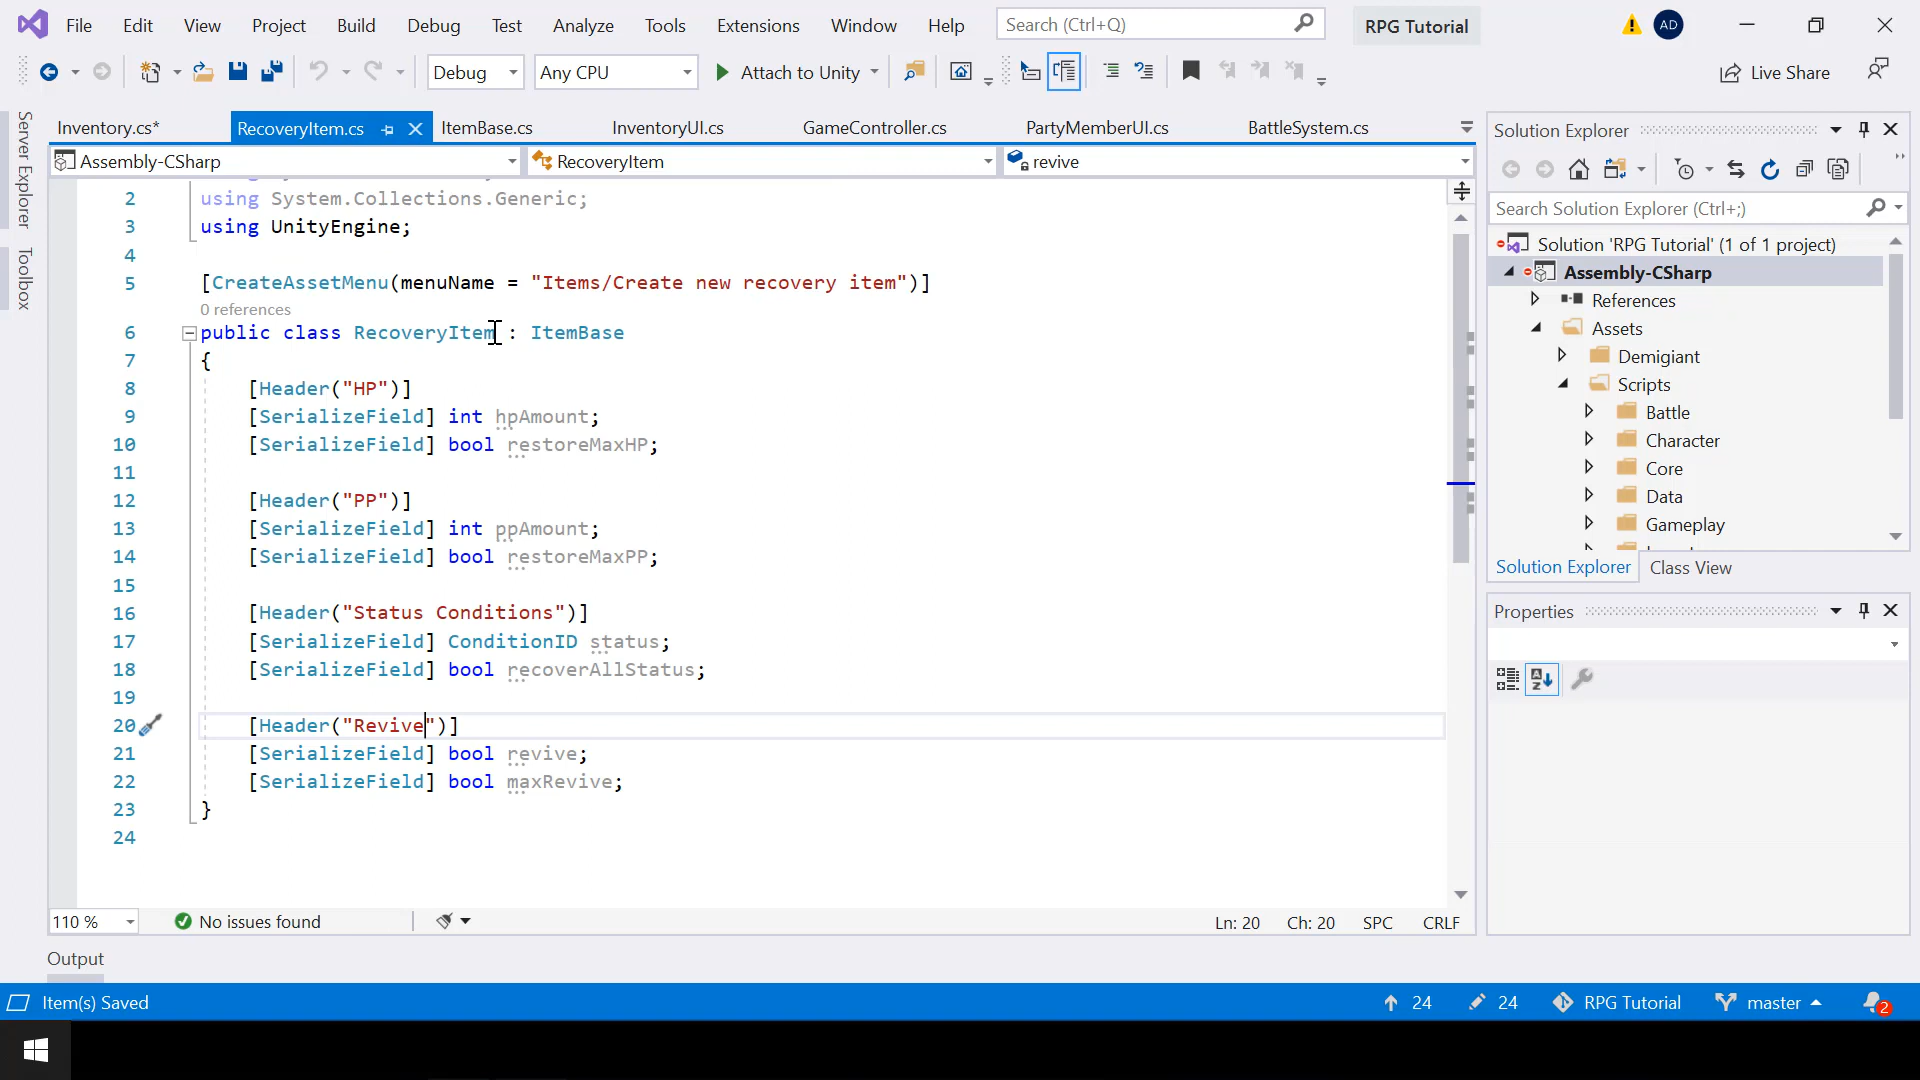 File Edit View Project Build Debug Test Analyze Tools Extensions Window Help Search (Ctrl+Q) RPG Tutorial AD
Debug Any CPU Attach to Unity Live Share
Server Explorer
Toolbox
Inventory.cs* RecoveryItem.cs ItemBase.cs InventoryUI.cs GameController.cs PartyMemberUI.cs BattleSystem.cs
Assembly-CSharp RecoveryItem revive
2 using System.Collections.Generic;
3 using UnityEngine;
4
5 [CreateAssetMenu(menuName = "Items/Create new recovery item")]
0 references
6 public class RecoveryItem : ItemBase
7 {
8 [Header("HP")]
9 [SerializeField] int hpAmount;
10 [SerializeField] bool restoreMaxHP;
11
12 [Header("PP")]
13 [SerializeField] int ppAmount;
14 [SerializeField] bool restoreMaxPP;
15
16 [Header("Status Conditions")]
17 [SerializeField] ConditionID status;
18 [SerializeField] bool recoverAllStatus;
19
20 [Header("Revive")]
21 [SerializeField] bool revive;
22 [SerializeField] bool maxRevive;
23 }
24
110 % No issues found Ln: 20 Ch: 20 SPC CRLF
Solution Explorer
Search Solution Explorer (Ctrl+;)
Solution 'RPG Tutorial' (1 of 1 project)
Assembly-CSharp
References
Assets
Demigiant
Scripts
Battle
Character
Core
Data
Gameplay
Solution Explorer Class View
Properties
Output
Item(s) Saved 24 24 RPG Tutorial master 2